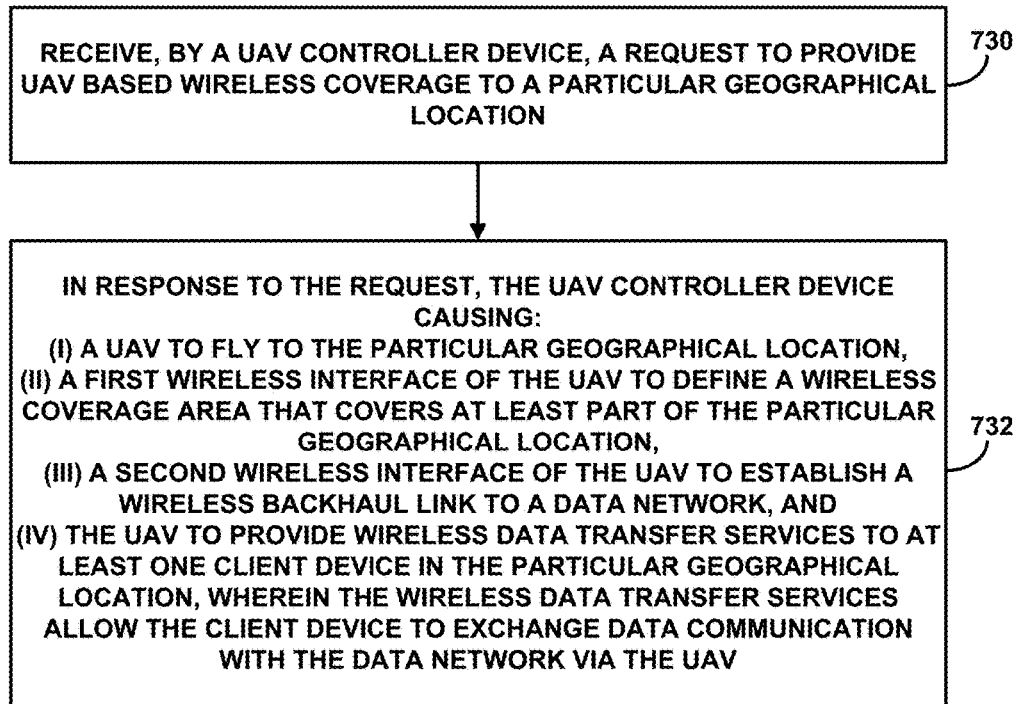 RECEIVE, BY A UAV CONTROLLER DEVICE, A REQUEST TO PROVIDE
UAV BASED WIRELESS COVERAGE TO A PARTICULAR GEOGRAPHICAL
LOCATION
730
IN RESPONSE TO THE REQUEST, THE UAV CONTROLLER DEVICE
CAUSING:
(I) A UAV TO FLY TO THE PARTICULAR GEOGRAPHICAL LOCATION,
(II) A FIRST WIRELESS INTERFACE OF THE UAV TO DEFINE A WIRELESS
COVERAGE AREA THAT COVERS AT LEAST PART OF THE PARTICULAR
GEOGRAPHICAL LOCATION,
(III) A SECOND WIRELESS INTERFACE OF THE UAV TO ESTABLISH A
WIRELESS BACKHAUL LINK TO A DATA NETWORK, AND
(IV) THE UAV TO PROVIDE WIRELESS DATA TRANSFER SERVICES TO AT
LEAST ONE CLIENT DEVICE IN THE PARTICULAR GEOGRAPHICAL
LOCATION, WHEREIN THE WIRELESS DATA TRANSFER SERVICES
ALLOW THE CLIENT DEVICE TO EXCHANGE DATA COMMUNICATION
WITH THE DATA NETWORK VIA THE UAV
732